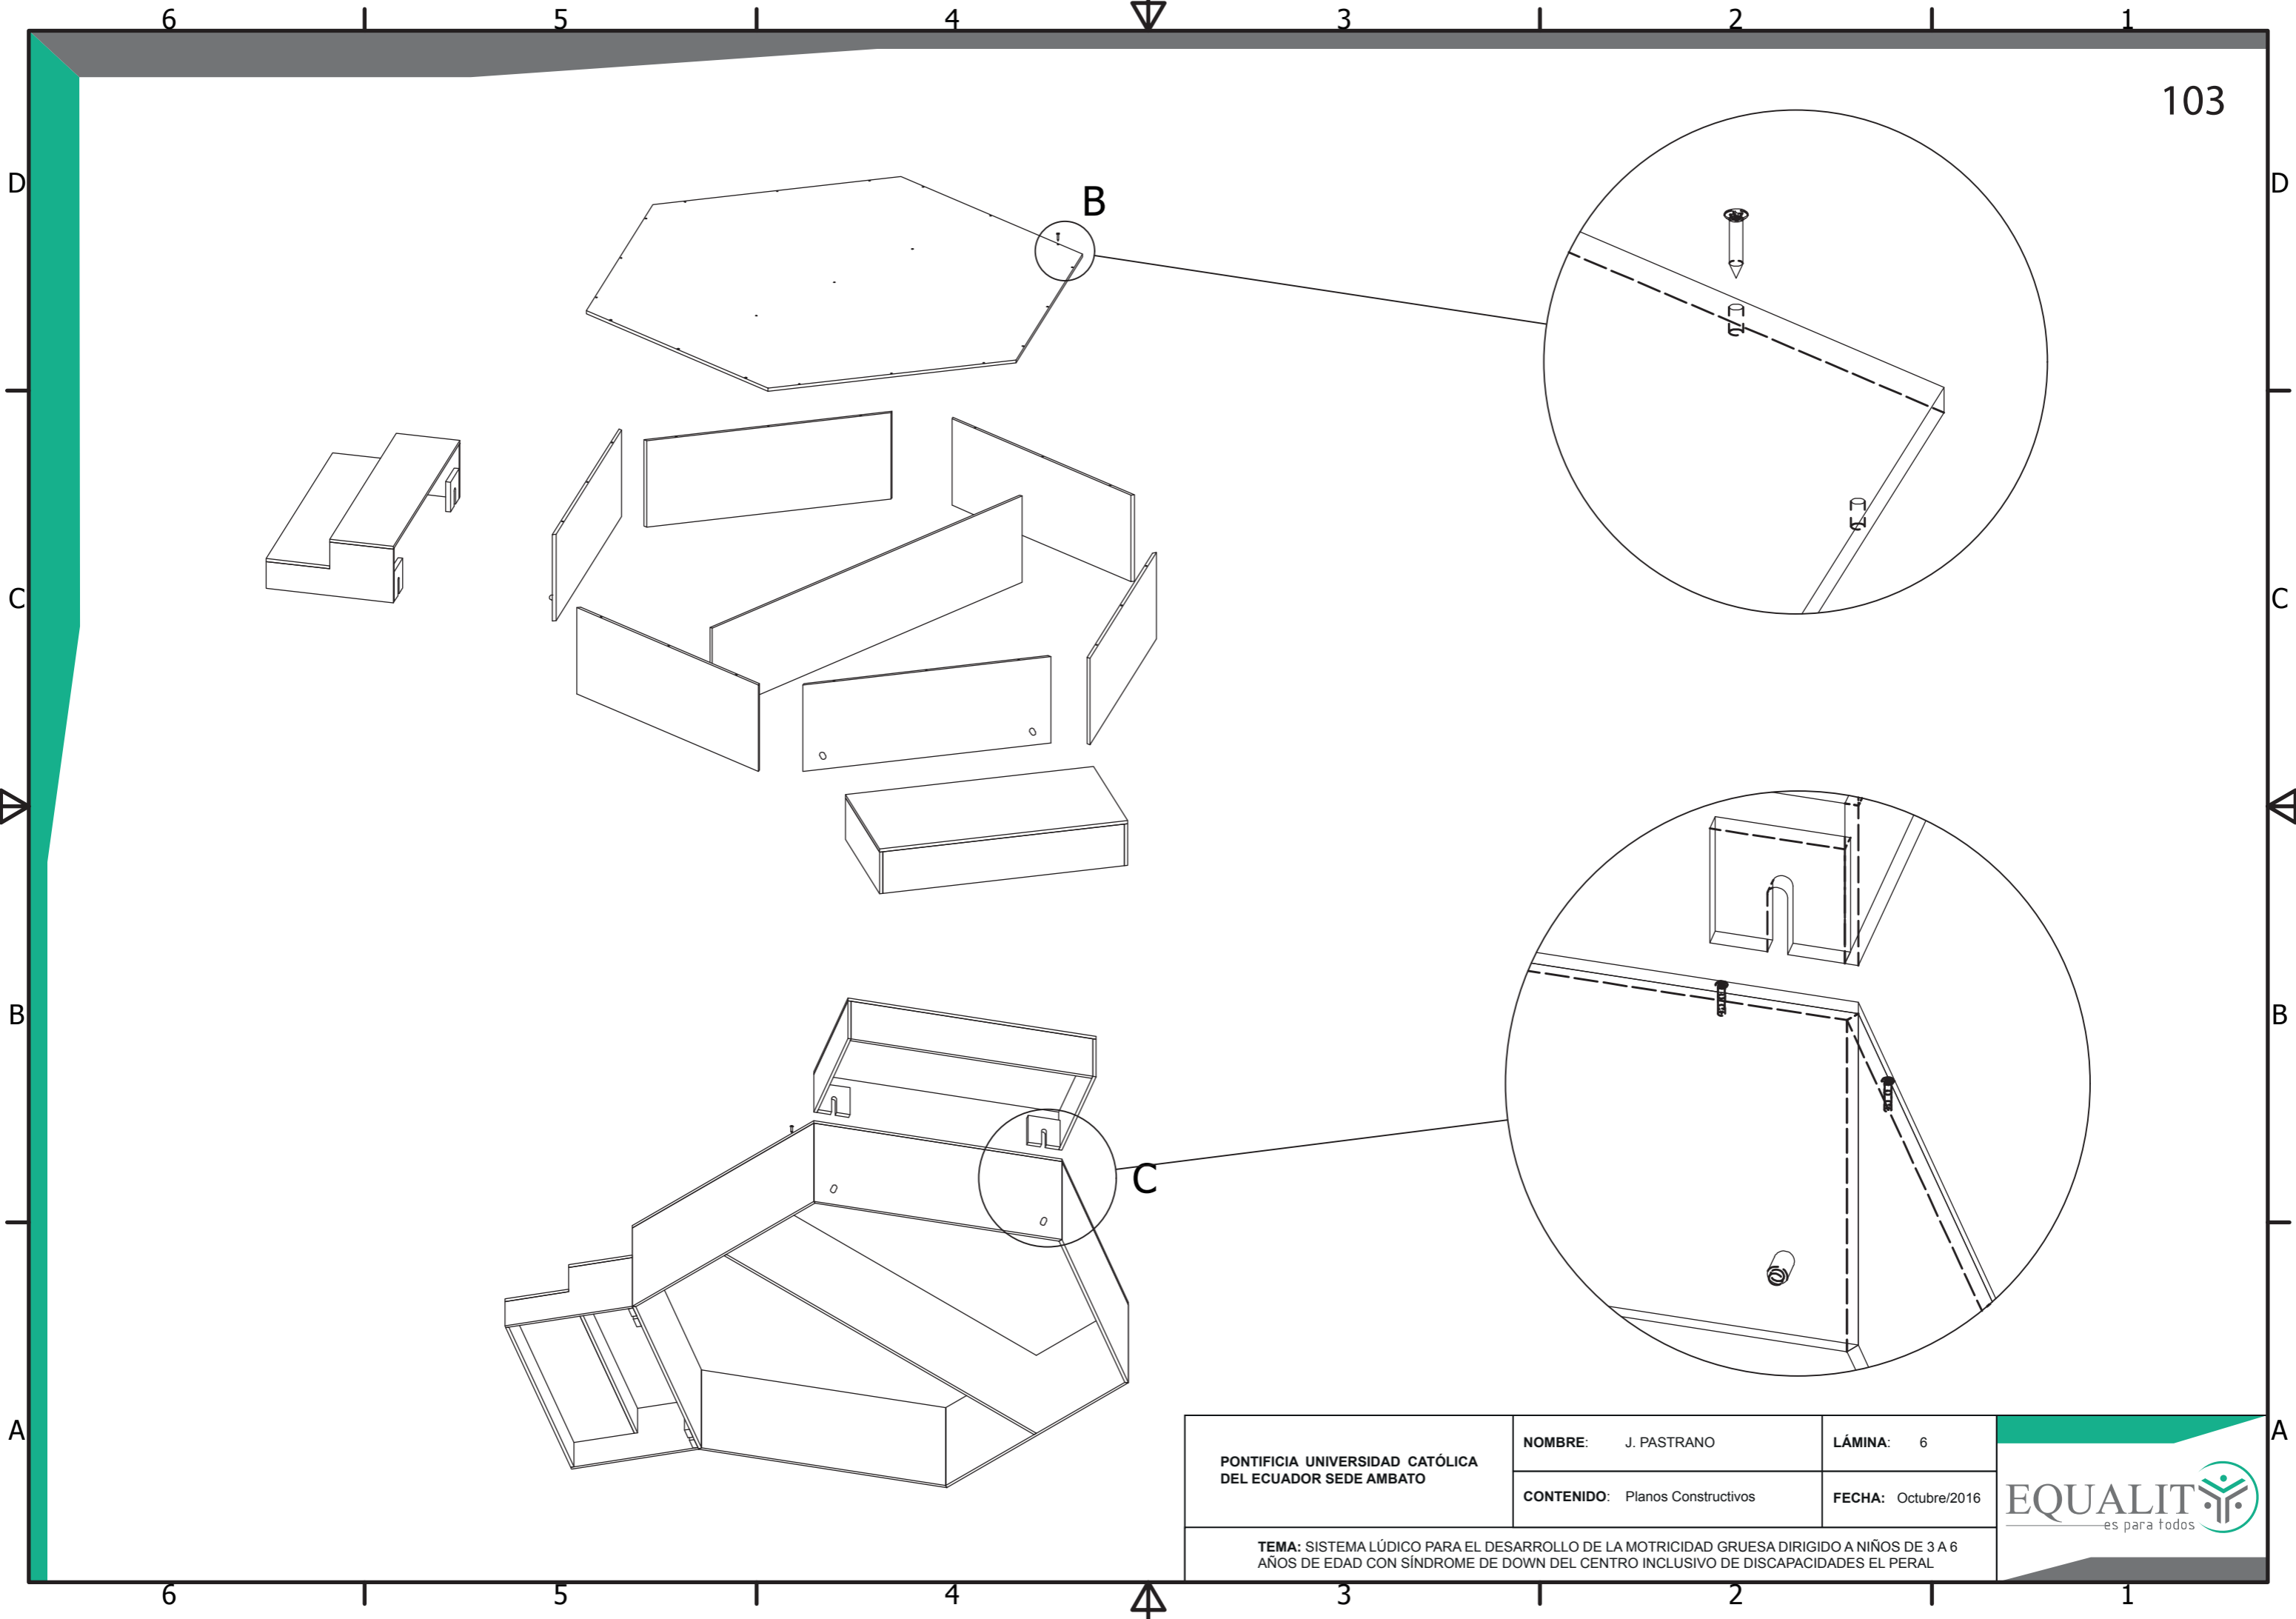 6 5 4 3 2 1
103
D D
B
C C
B B
C
A A
PONTIFICIA UNIVERSIDAD CATÓLICA
DEL ECUADOR SEDE AMBATO
NOMBRE: J. PASTRANO
LÁMINA: 6
CONTENIDO: Planos Constructivos
FECHA: Octubre/2016
EQUALIT
es para todos
TEMA: SISTEMA LÚDICO PARA EL DESARROLLO DE LA MOTRICIDAD GRUESA DIRIGIDO A NIÑOS DE 3 A 6
AÑOS DE EDAD CON SÍNDROME DE DOWN DEL CENTRO INCLUSIVO DE DISCAPACIDADES EL PERAL
6 5 4 3 2 1